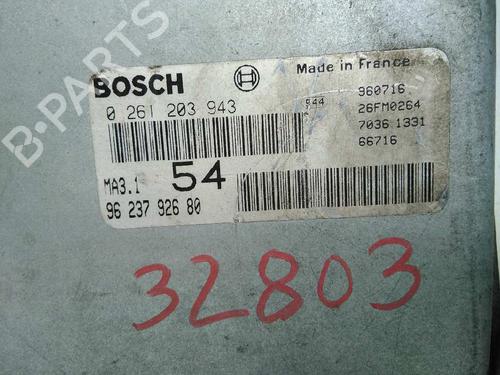 B-PARTS
BOSCH
Made in France
0 261 203 943
944
960716
26FM0264
7036 1331
66716
MA3.1
54
96 237 926 80
32803